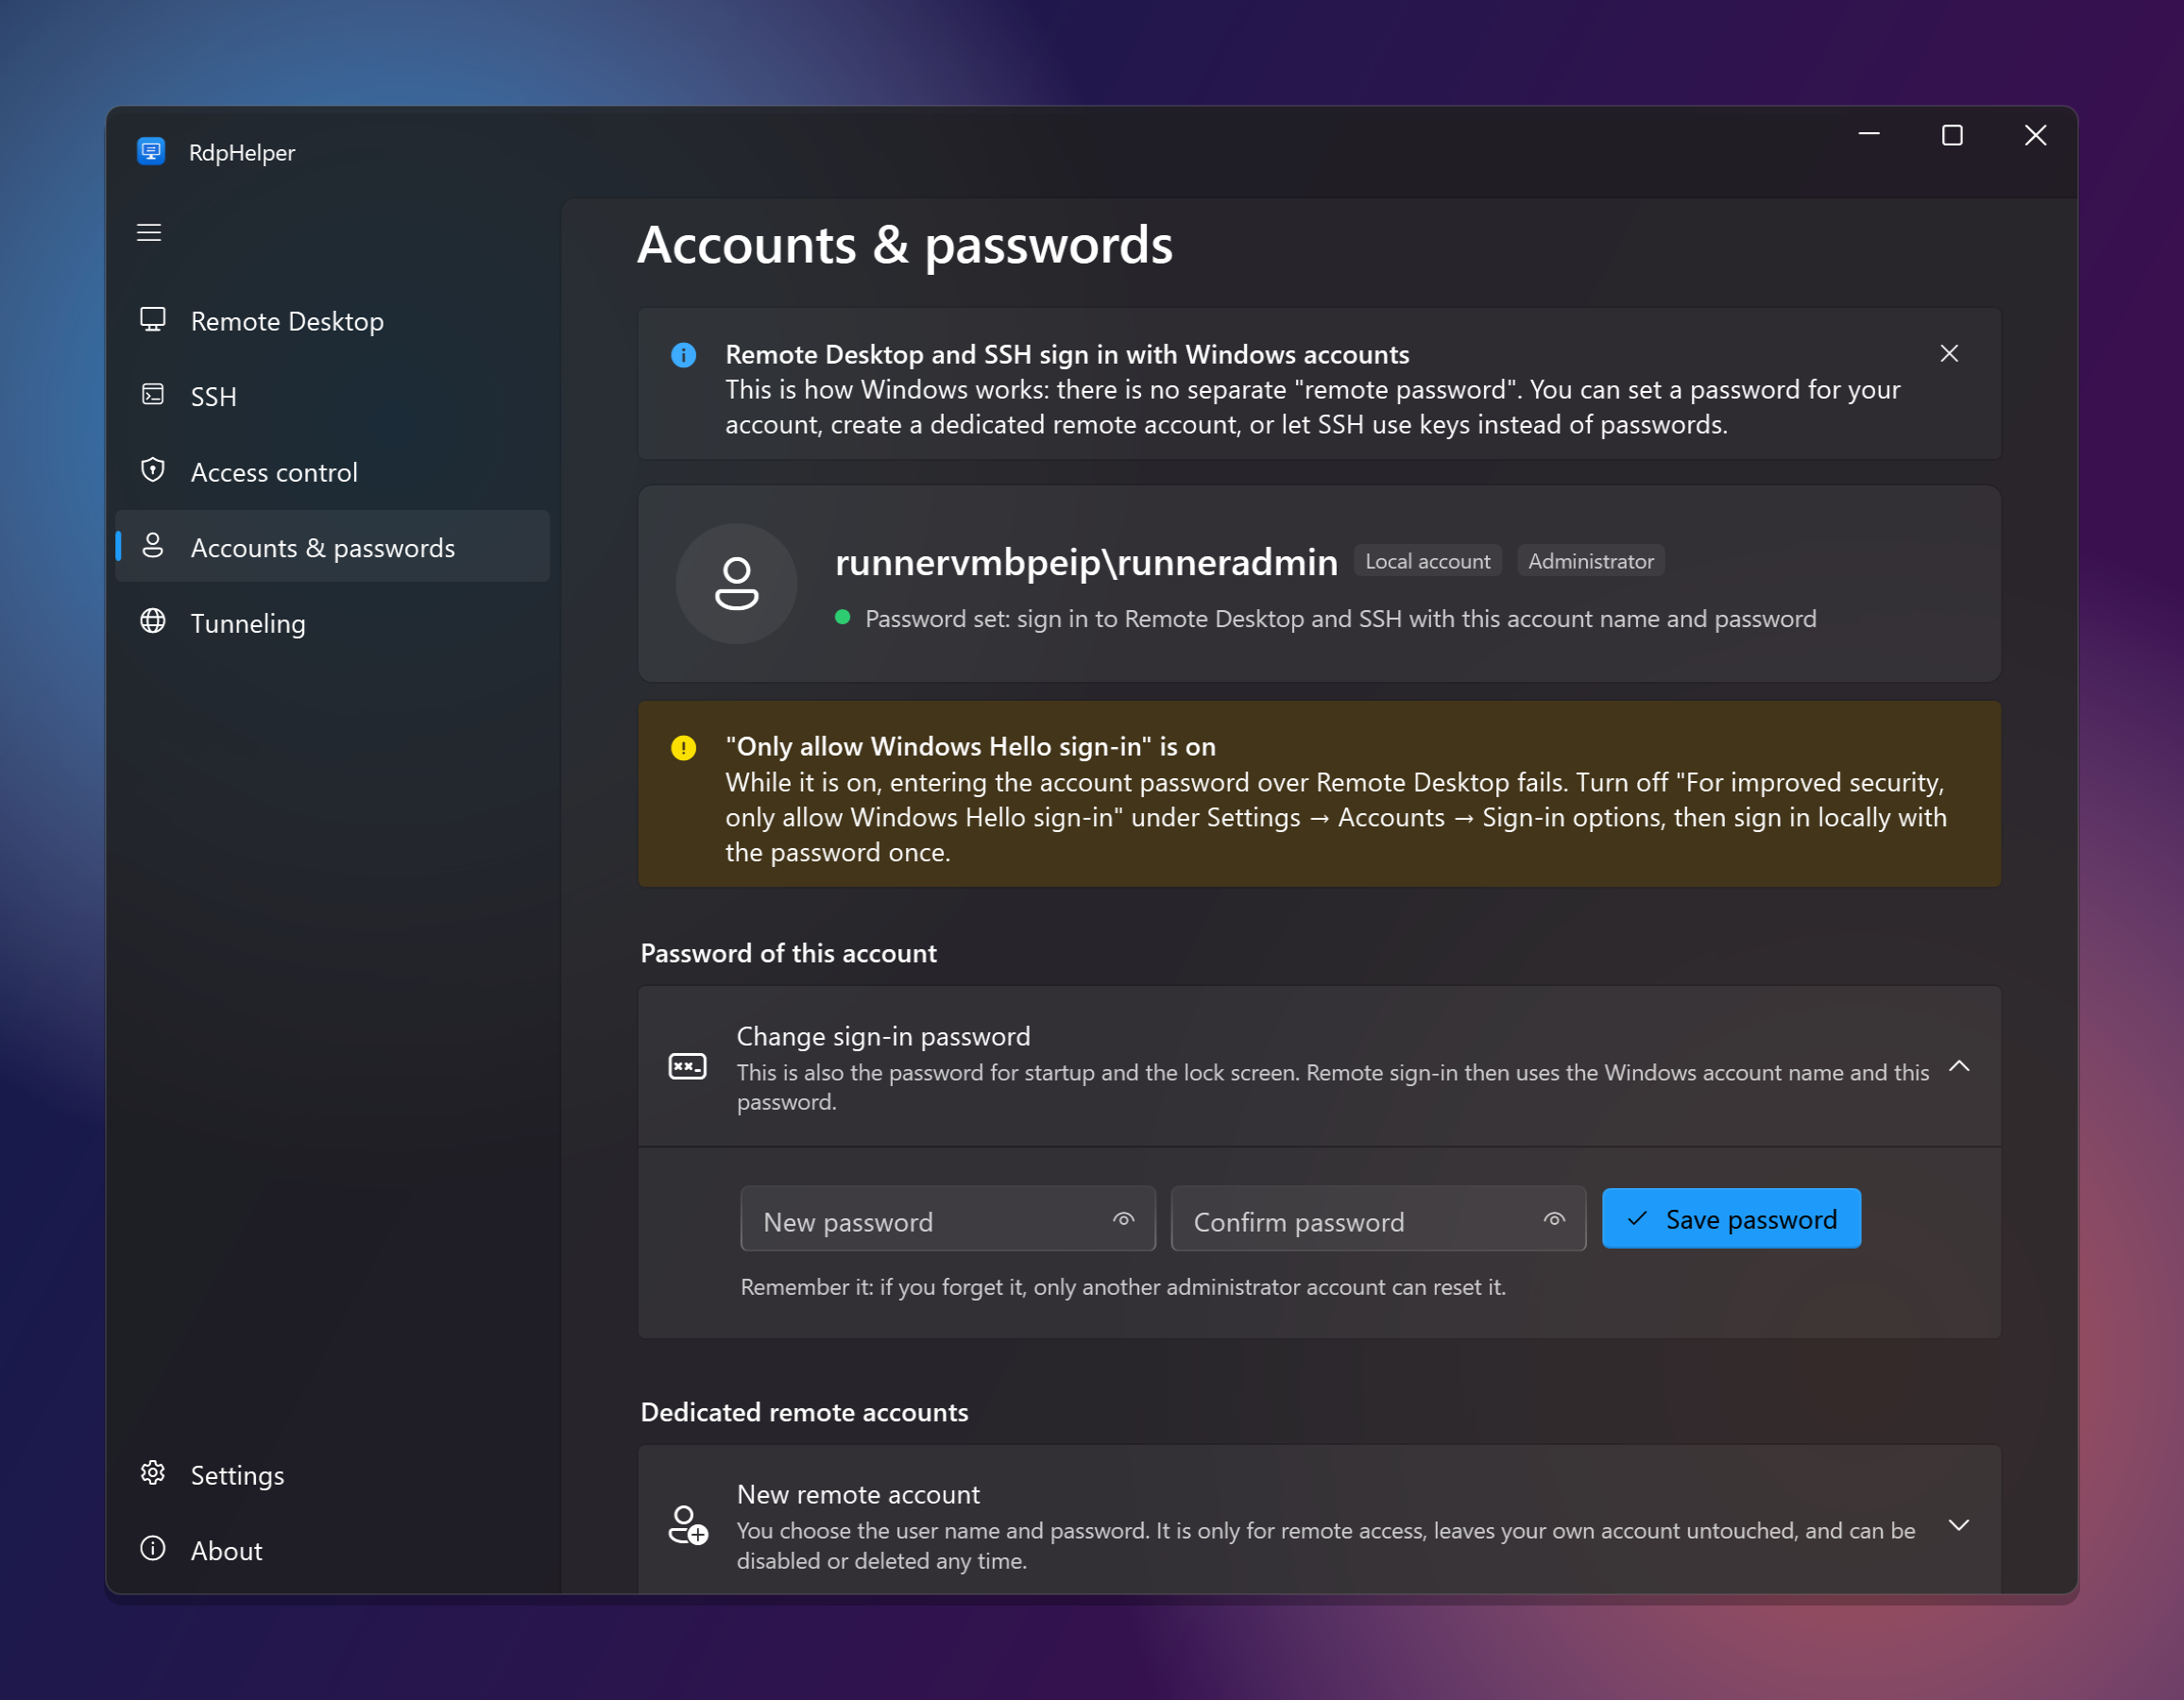 RdpHelper
Remote Desktop
SSH
Access control
Accounts & passwords
Tunneling
Settings
About
Accounts & passwords
Remote Desktop and SSH sign in with Windows accounts
This is how Windows works: there is no separate "remote password". You can set a password for your
account, create a dedicated remote account, or let SSH use keys instead of passwords.
runnervmbpeip\runneradmin Local account Administrator
Password set: sign in to Remote Desktop and SSH with this account name and password
"Only allow Windows Hello sign-in" is on
While it is on, entering the account password over Remote Desktop fails. Turn off "For improved security,
only allow Windows Hello sign-in" under Settings → Accounts → Sign-in options, then sign in locally with
the password once.
Password of this account
Change sign-in password
This is also the password for startup and the lock screen. Remote sign-in then uses the Windows account name and this
password.
New password Confirm password Save password
Remember it: if you forget it, only another administrator account can reset it.
Dedicated remote accounts
New remote account
You choose the user name and password. It is only for remote access, leaves your own account untouched, and can be
disabled or deleted any time.